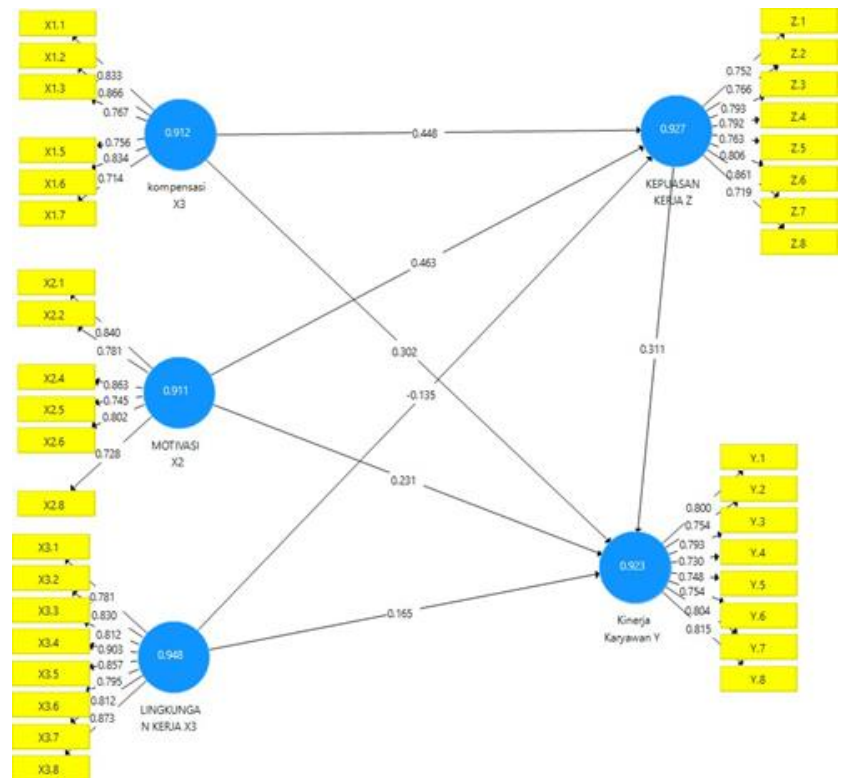 X1.1
X1.2
X1.3
X1.5
X1.6
X1.7
0.833
0.866
0.767
0.756
0.834
0.714
0.912
kompensasi
X3
X2.1
X2.2
X2.4
X2.5
X2.6
X2.8
0.840
0.781
0.863
0.745
0.802
0.728
0.911
MOTIVASI
X2
X3.1
X3.2
X3.3
X3.4
X3.5
X3.6
X3.7
X3.8
0.781
0.830
0.812
0.903
0.857
0.795
0.812
0.873
0.948
LINGKUNGA
N KERJA X3
0.448
0.463
0.302
-0.135
0.231
0.165
0.311
0.927
KEPUASAN
KERJA Z
0.752
0.766
0.793
0.792
0.763
0.806
0.861
0.719
Z.1
Z.2
Z.3
Z.4
Z.5
Z.6
Z.7
Z.8
0.923
Kinerja
Karyawan Y
0.800
0.754
0.793
0.730
0.748
0.754
0.804
0.815
Y.1
Y.2
Y.3
Y.4
Y.5
Y.6
Y.7
Y.8